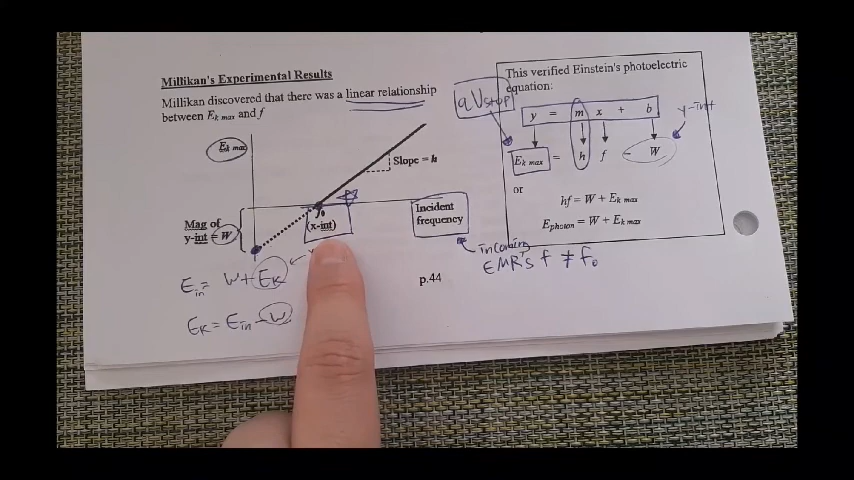 Millikan's Experimental Results
Millikan discovered that there was a linear relationship
between Ek max and f
Ek max
Slope = h
f0
(x-int)
Incident
frequency
Mag of
y-int = W
Ein = W + Ek
Ek = Ein - W
p.44
incoming
EMR's f ≠ f0
qVstop
This verified Einstein's photoelectric
equation:
y = m x + b
y-int
Ek max = h f - W
or
hf = W + Ek max
Ephoton = W + Ek max